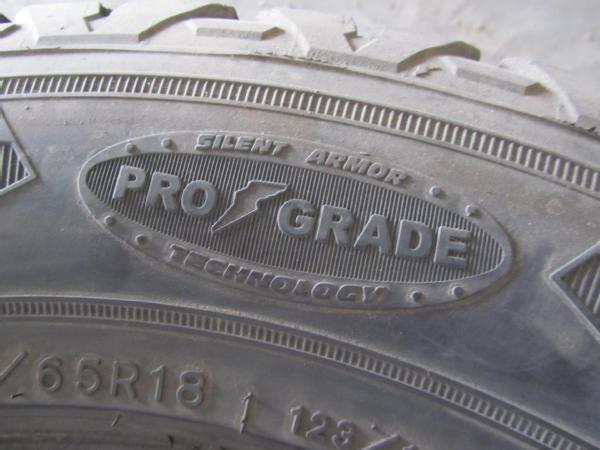 SILENT ARMOR
PRO GRADE
TECHNOLOGY
/65R18 123/